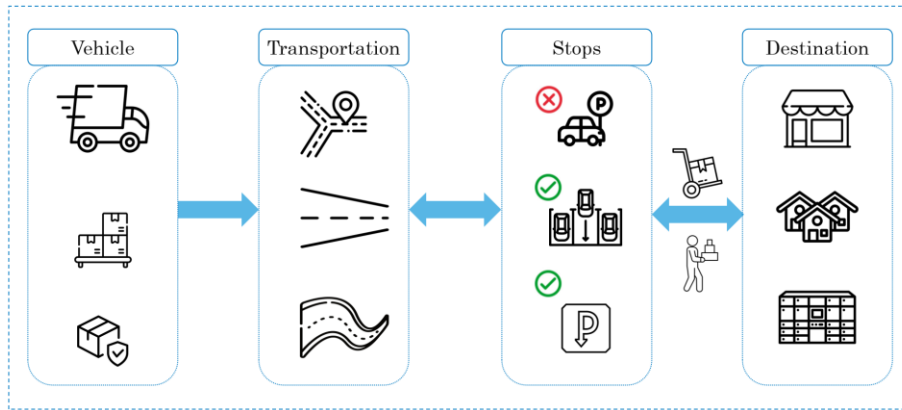 Vehicle
Transportation
Stops
Destination
P
P